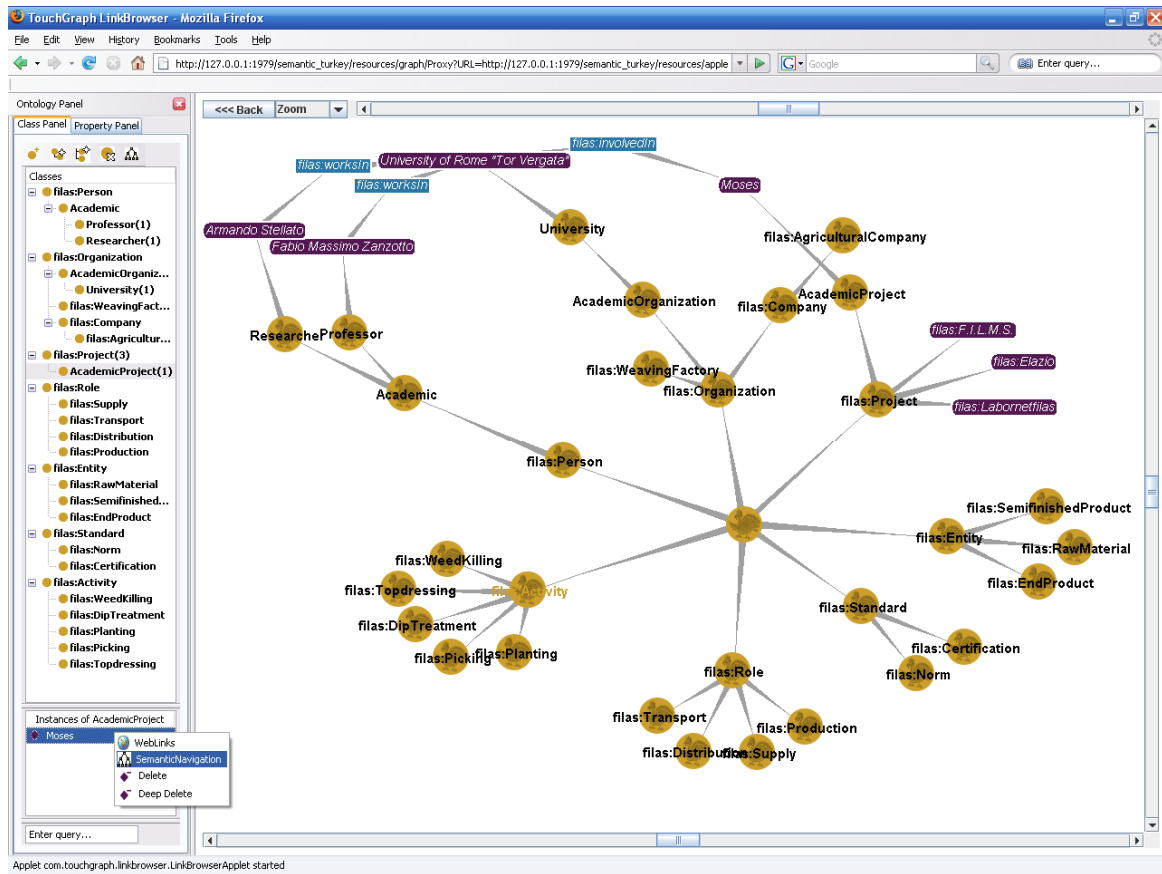 TouchGraph LinkBrowser - Mozilla Firefox
File Edit View History Bookmarks Tools Help
http://127.0.0.1:1979/semantic_turkey/resources/graph/Proxy?URL=http://127.0.0.1:1979/semantic_turkey/resources/apple
G Google
Enter query...
Ontology Panel
Class Panel Property Panel
Classes
filas:Person
Academic
Professor(1)
Researcher(1)
filas:Organization
AcademicOrganiz...
University(1)
filas:WeavingFact...
filas:Company
filas:Agricultur...
filas:Project(3)
AcademicProject(1)
filas:Role
filas:Supply
filas:Transport
filas:Distribution
filas:Production
filas:Entity
filas:RawMaterial
filas:Semifinished...
filas:EndProduct
filas:Standard
filas:Norm
filas:Certification
filas:Activity
filas:WeedKilling
filas:DipTreatment
filas:Planting
filas:Picking
filas:Topdressing
Instances of AcademicProject
Moses
WebLinks
SemanticNavigation
Delete
Deep Delete
Enter query...
<<< Back Zoom
filas:involvedIn
filas:worksIn
University of Rome "Tor Vergata"
filas:worksIn
Moses
Armando Stellato
Fabio Massimo Zanzotto
University
filas:AgriculturalCompany
AcademicOrganization
filas:Company
AcademicProject
Researche
Professor
filas:F.I.L.M.S.
filas:WeavingFactory
filas:Elazio
Academic
filas:Organization
filas:Project
filas:Labornetfilas
filas:Person
filas:SemifinishedProduct
filas:Entity
filas:RawMaterial
filas:EndProduct
filas:WeedKilling
filas:Topdressing
filas:Activity
filas:DipTreatment
filas:Picking
filas:Planting
filas:Standard
filas:Certification
filas:Norm
filas:Role
filas:Transport
filas:Production
filas:Distribution
filas:Supply
Applet com.touchgraph.linkbrowser.LinkBrowserApplet started